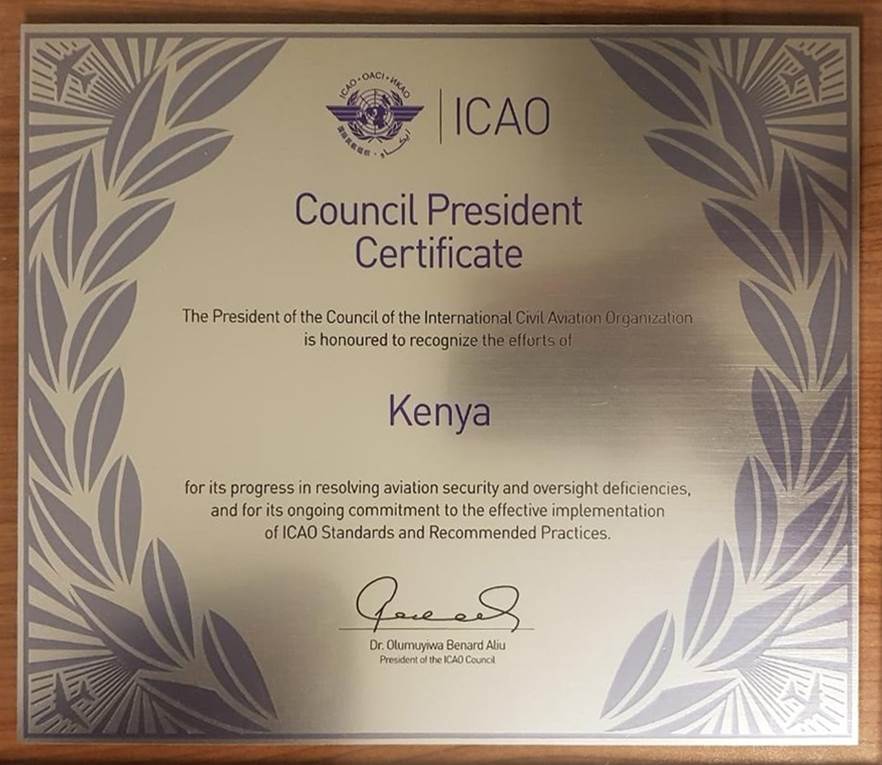 ICAO · OACI · ИКАО
ICAO
Council President
Certificate
The President of the Council of the International Civil Aviation Organization
is honoured to recognize the efforts of
Kenya
for its progress in resolving aviation security and oversight deficiencies,
and for its ongoing commitment to the effective implementation
of ICAO Standards and Recommended Practices.
Dr. Olumuyiwa Benard Aliu
President of the ICAO Council